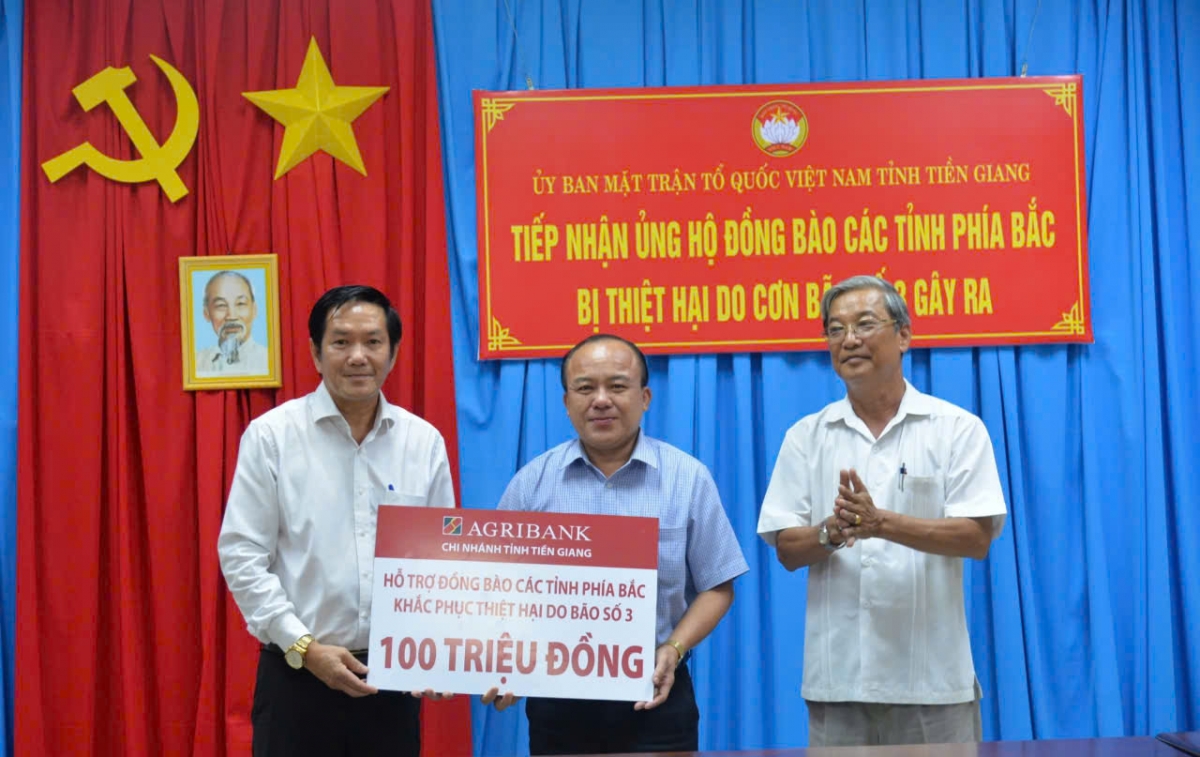 ỦY BAN MẶT TRẬN TỔ QUỐC VIỆT NAM TỈNH TIỀN GIANG
TIẾP NHẬN ỦNG HỘ ĐỒNG BÀO CÁC TỈNH PHÍA BẮC
BỊ THIỆT HẠI DO CƠN BÃO GÂY RA
AGRIBANK
CHI NHÁNH TỈNH TIỀN GIANG
HỖ TRỢ ĐỒNG BÀO CÁC TỈNH PHÍA BẮC
KHẮC PHỤC THIỆT HẠI DO BÃO SỐ 3
100 TRIỆU ĐỒNG